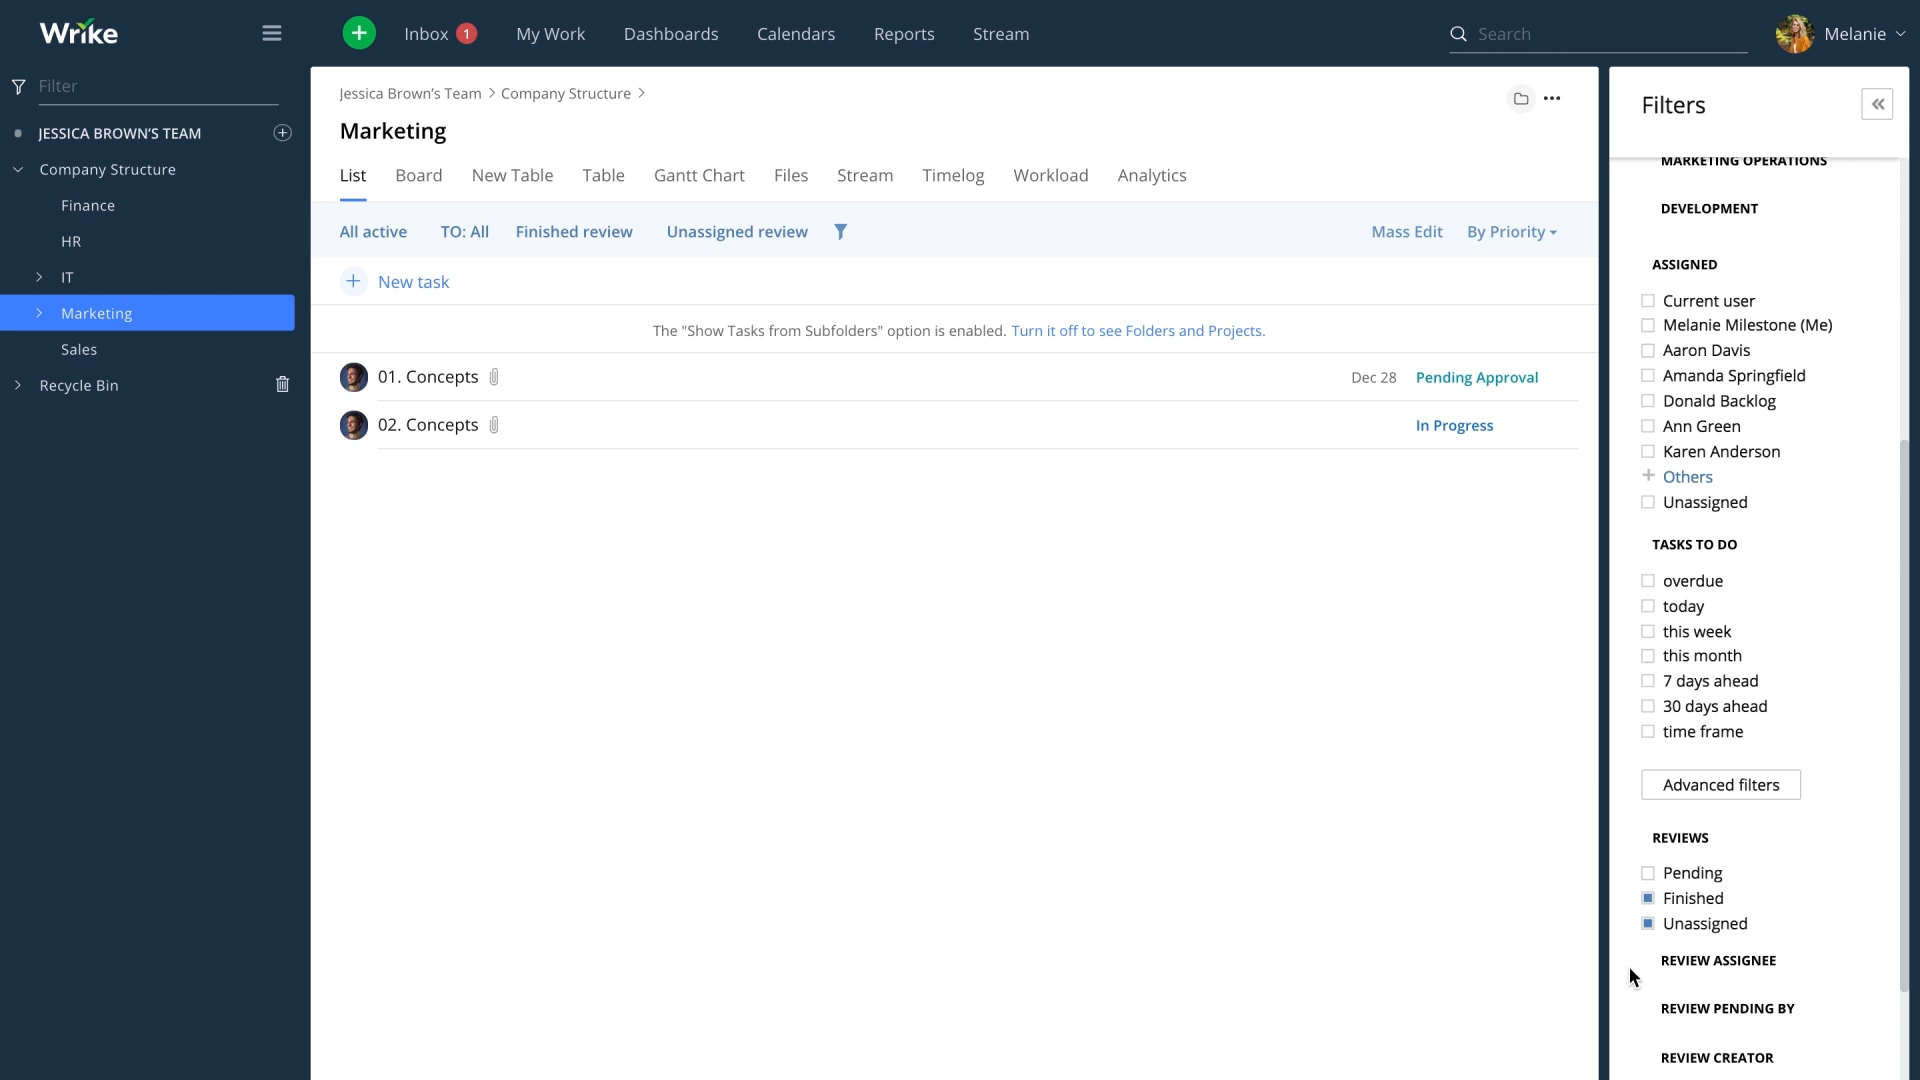 Wrike
Inbox 1 My Work Dashboards Calendars Reports Stream
Search
Melanie
Filter
JESSICA BROWN'S TEAM
Company Structure
Finance
HR
IT
Marketing
Sales
Recycle Bin
Jessica Brown's Team > Company Structure >
Marketing
List Board New Table Table Gantt Chart Files Stream Timelog Workload Analytics
All active TO: All Finished review Unassigned review Mass Edit By Priority
New task
The "Show Tasks from Subfolders" option is enabled. Turn it off to see Folders and Projects.
01. Concepts Dec 28 Pending Approval
02. Concepts In Progress
Filters
MARKETING OPERATIONS
DEVELOPMENT
ASSIGNED
Current user
Melanie Milestone (Me)
Aaron Davis
Amanda Springfield
Donald Backlog
Ann Green
Karen Anderson
Others
Unassigned
TASKS TO DO
overdue
today
this week
this month
7 days ahead
30 days ahead
time frame
Advanced filters
REVIEWS
Pending
Finished
Unassigned
REVIEW ASSIGNEE
REVIEW PENDING BY
REVIEW CREATOR